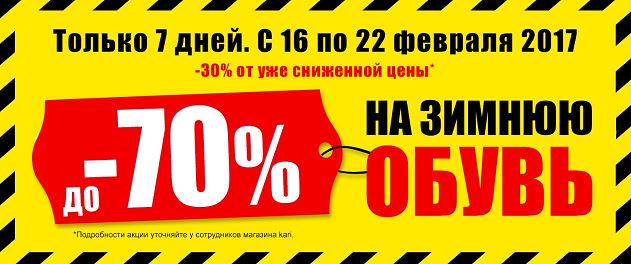 Только 7 дней. С 16 по 22 февраля 2017
-30% от уже сниженной цены*
до -70%
НА ЗИМНЮЮ
ОБУВЬ
*Подробности акции уточняйте у сотрудников магазина kari.